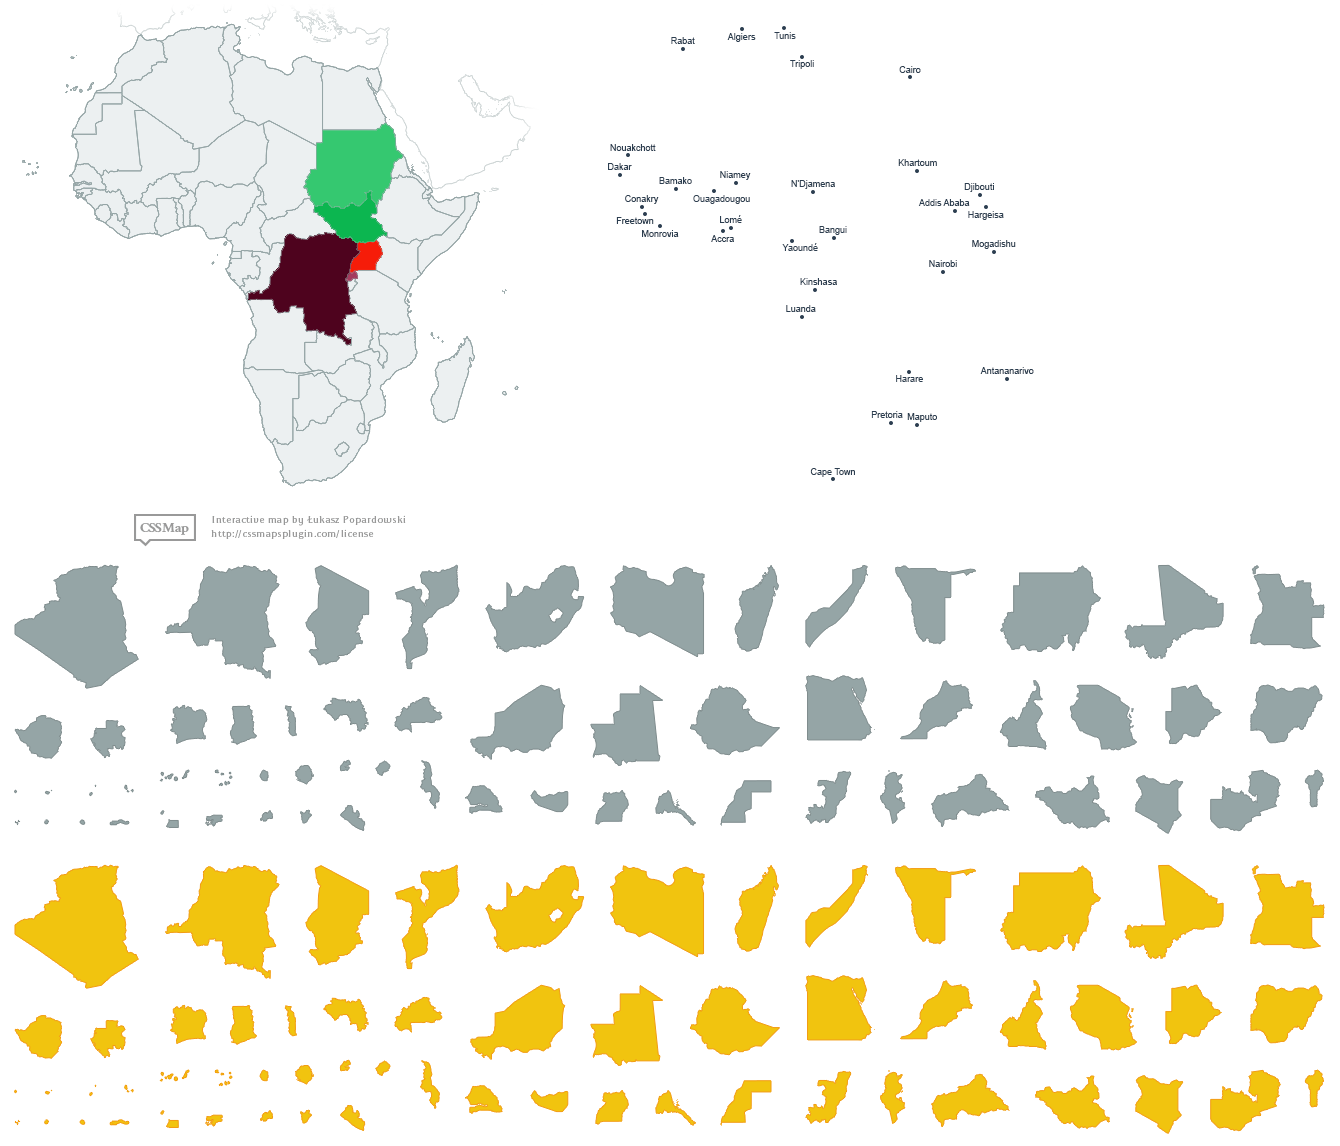 Rabat
Algiers
Tunis
Tripoli
Cairo
Nouakchott
Dakar
Bamako
Niamey
Ouagadougou
N'Djamena
Khartoum
Djibouti
Addis Ababa
Hargeisa
Conakry
Freetown
Monrovia
Lomé
Accra
Bangui
Yaoundé
Mogadishu
Nairobi
Kinshasa
Luanda
Harare
Antananarivo
Pretoria
Maputo
Cape Town
CSSMap
Interactive map by Łukasz Popardowski
http://cssmapsplugin.com/license